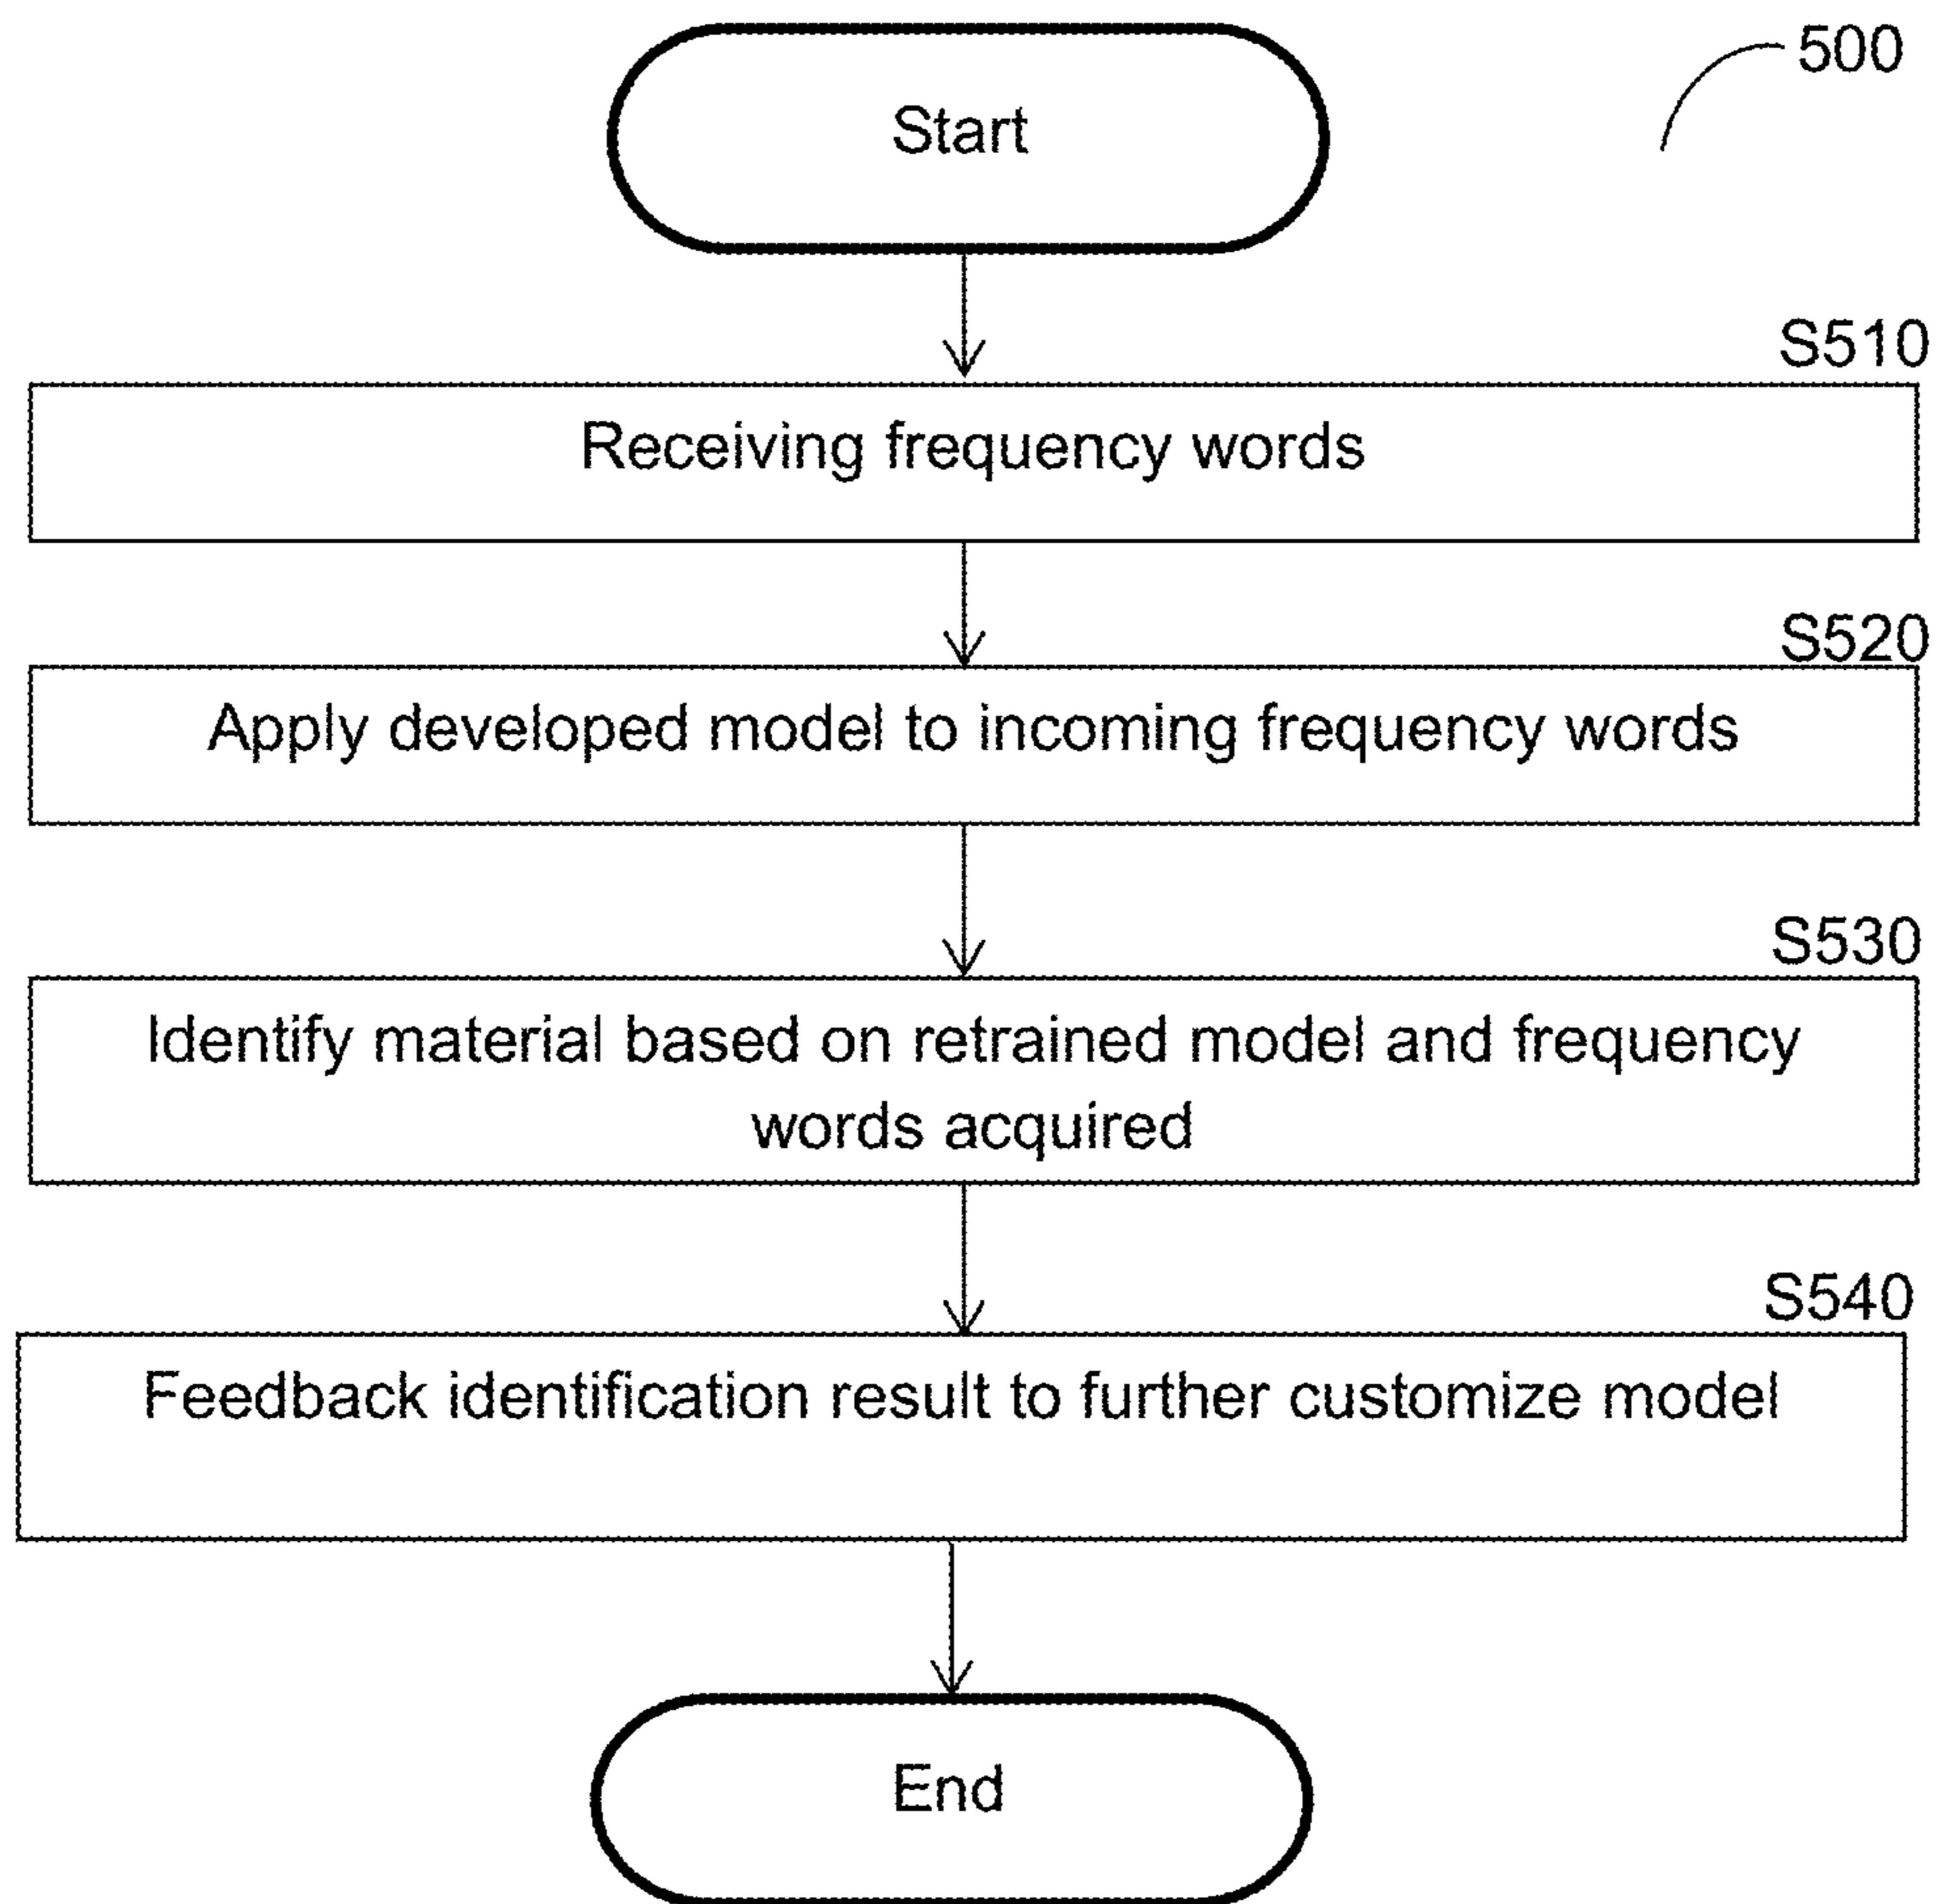 500
Start
S510
Receiving frequency words
S520
Apply developed model to incoming frequency words
S530
Identify material based on retrained model and frequency
words acquired
S540
Feedback identification result to further customize model
End